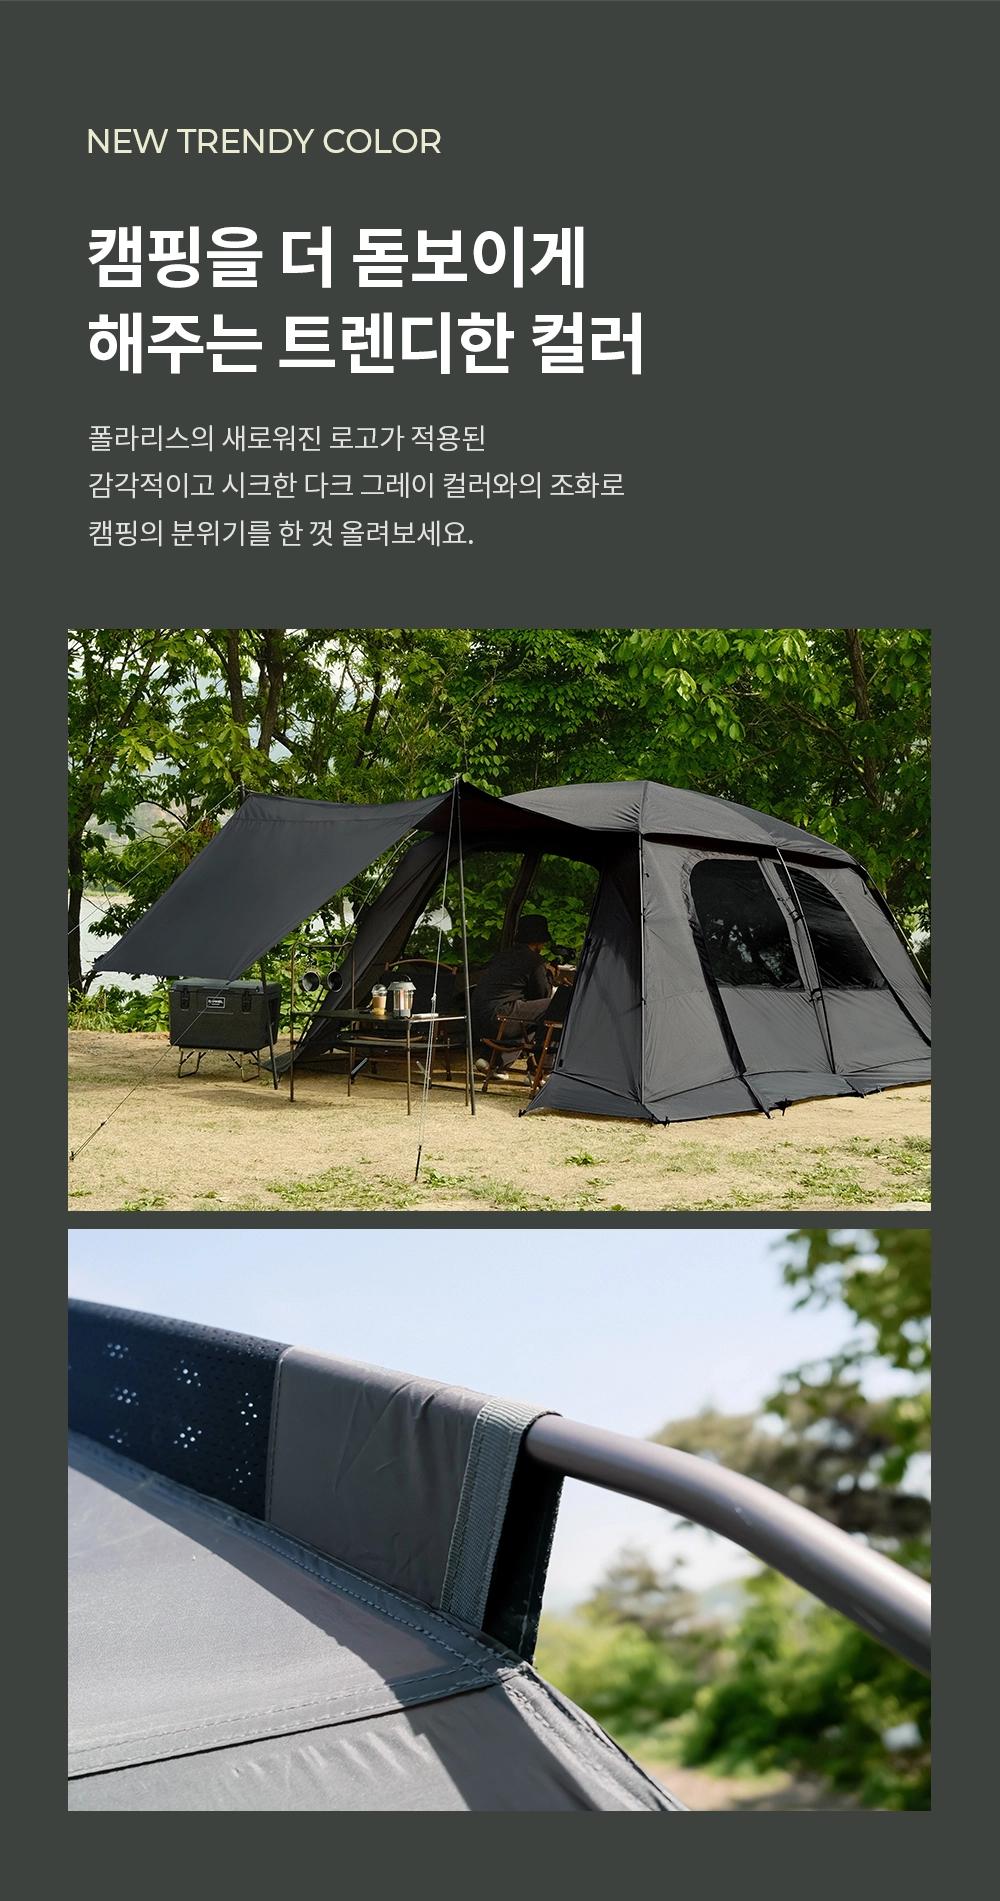 NEW TRENDY COLOR
캠핑을 더 돋보이게
해주는 트렌디한 컬러
폴라리스의 새로워진 로고가 적용된
감각적이고 시크한 다크 그레이 컬러와의 조화로
캠핑의 분위기를 한 껏 올려보세요.